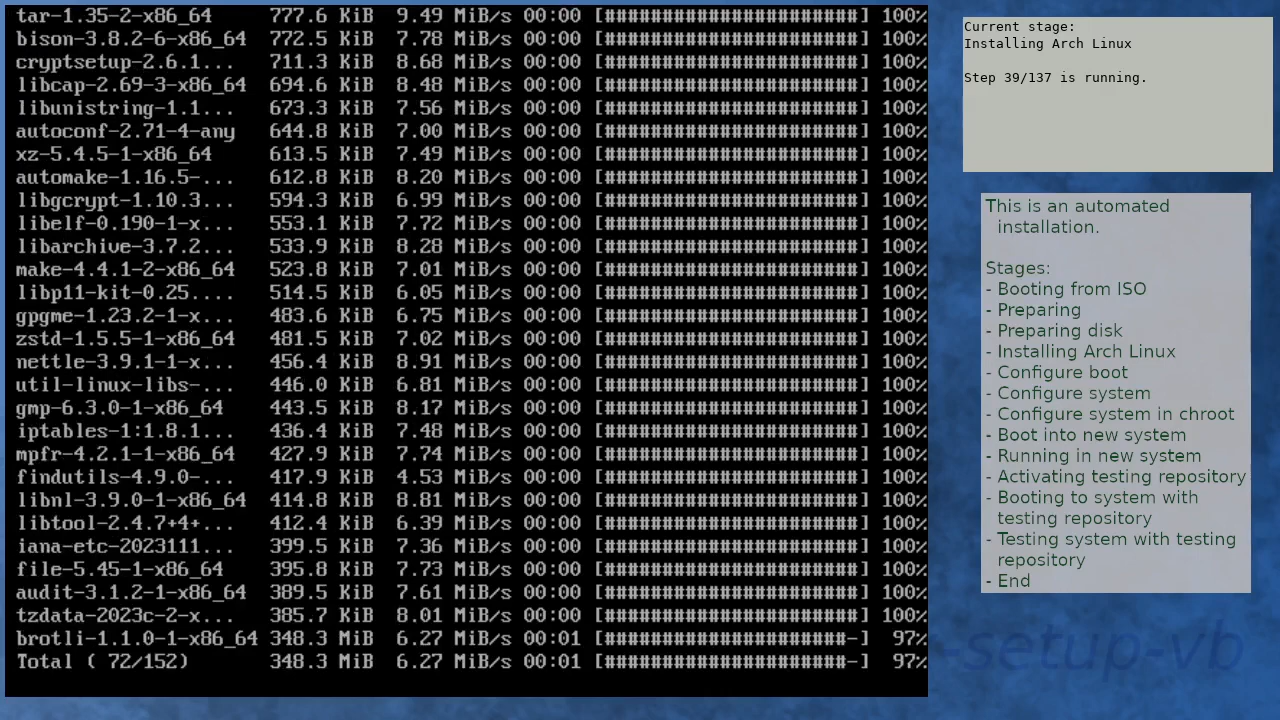 tar-1.35-2-x86_64 777.6 KiB 9.49 MiB/s 00:00 [######################] 100%
bison-3.8.2-6-x86_64 772.5 KiB 7.78 MiB/s 00:00 [######################] 100%
cryptsetup-2.6.1... 711.3 KiB 8.68 MiB/s 00:00 [######################] 100%
libcap-2.69-3-x86_64 694.6 KiB 8.48 MiB/s 00:00 [######################] 100%
libunistring-1.1... 673.3 KiB 7.56 MiB/s 00:00 [######################] 100%
autoconf-2.71-4-any 644.8 KiB 7.00 MiB/s 00:00 [######################] 100%
xz-5.4.5-1-x86_64 613.5 KiB 7.49 MiB/s 00:00 [######################] 100%
automake-1.16.5-... 612.8 KiB 8.20 MiB/s 00:00 [######################] 100%
libgcrypt-1.10.3... 594.3 KiB 6.99 MiB/s 00:00 [######################] 100%
libelf-0.190-1-x... 553.1 KiB 7.72 MiB/s 00:00 [######################] 100%
libarchive-3.7.2... 533.9 KiB 8.28 MiB/s 00:00 [######################] 100%
make-4.4.1-2-x86_64 523.8 KiB 7.01 MiB/s 00:00 [######################] 100%
libp11-kit-0.25.... 514.5 KiB 6.05 MiB/s 00:00 [######################] 100%
gpgme-1.23.2-1-x... 483.6 KiB 6.75 MiB/s 00:00 [######################] 100%
zstd-1.5.5-1-x86_64 481.5 KiB 7.02 MiB/s 00:00 [######################] 100%
nettle-3.9.1-1-x... 456.4 KiB 8.91 MiB/s 00:00 [######################] 100%
util-linux-libs-... 446.0 KiB 6.81 MiB/s 00:00 [######################] 100%
gmp-6.3.0-1-x86_64 443.5 KiB 8.17 MiB/s 00:00 [######################] 100%
iptables-1:1.8.1... 436.4 KiB 7.48 MiB/s 00:00 [######################] 100%
mpfr-4.2.1-1-x86_64 427.9 KiB 7.74 MiB/s 00:00 [######################] 100%
findutils-4.9.0-... 417.9 KiB 4.53 MiB/s 00:00 [######################] 100%
libnl-3.9.0-1-x86_64 414.8 KiB 8.81 MiB/s 00:00 [######################] 100%
libtool-2.4.7+4+... 412.4 KiB 6.39 MiB/s 00:00 [######################] 100%
iana-etc-2023111... 399.5 KiB 7.36 MiB/s 00:00 [######################] 100%
file-5.45-1-x86_64 395.8 KiB 7.73 MiB/s 00:00 [######################] 100%
audit-3.1.2-1-x86_64 389.5 KiB 7.61 MiB/s 00:00 [######################] 100%
tzdata-2023c-2-x... 385.7 KiB 8.01 MiB/s 00:00 [######################] 100%
brotli-1.1.0-1-x86_64 348.3 MiB 6.27 MiB/s 00:01 [#####################-] 97%
Total ( 72/152) 348.3 MiB 6.27 MiB/s 00:01 [#####################-] 97%
Current stage:
Installing Arch Linux
Step 39/137 is running.
This is an automated
installation.
Stages:
- Booting from ISO
- Preparing
- Preparing disk
- Installing Arch Linux
- Configure boot
- Configure system
- Configure system in chroot
- Boot into new system
- Running in new system
- Activating testing repository
- Booting to system with
testing repository
- Testing system with testing
repository
- End
-setup-vb